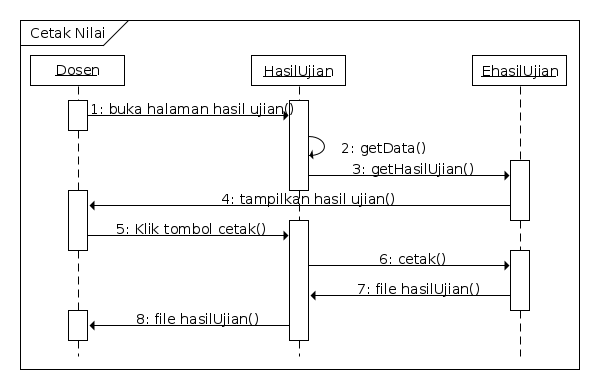 Cetak Nilai
Dosen
HasilUjian
EhasilUjian
1: buka halaman hasil ujian()
2: getData()
3: getHasilUjian()
4: tampilkan hasil ujian()
5: Klik tombol cetak()
6: cetak()
7: file hasilUjian()
8: file hasilUjian()